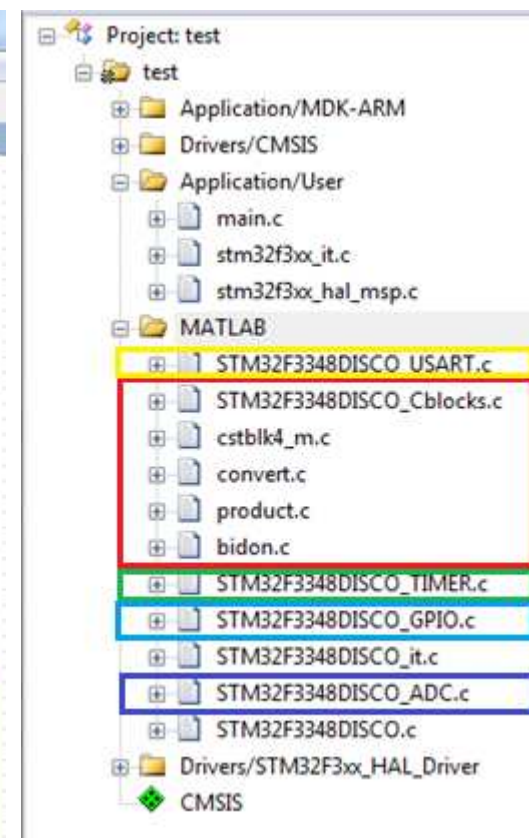 Project: test
test
Application/MDK-ARM
Drivers/CMSIS
Application/User
main.c
stm32f3xx_it.c
stm32f3xx_hal_msp.c
MATLAB
STM32F3348DISCO_USART.c
STM32F3348DISCO_Cblocks.c
cstblk4_m.c
convert.c
product.c
bidon.c
STM32F3348DISCO_TIMER.c
STM32F3348DISCO_GPIO.c
STM32F3348DISCO_it.c
STM32F3348DISCO_ADC.c
STM32F3348DISCO.c
Drivers/STM32F3xx_HAL_Driver
CMSIS